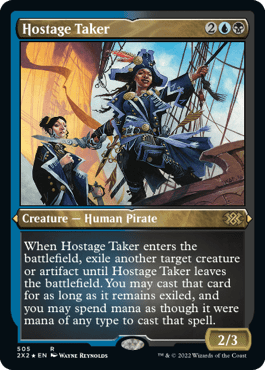 Hostage Taker 2
Creature — Human Pirate
When Hostage Taker enters the
battlefield, exile another target creature
or artifact until Hostage Taker leaves
the battlefield. You may cast that card
for as long as it remains exiled, and
you may spend mana as though it were
mana of any type to cast that spell.
2/3
505 R
2X2 ★ EN Wayne Reynolds
™ & © 2022 Wizards of the Coast